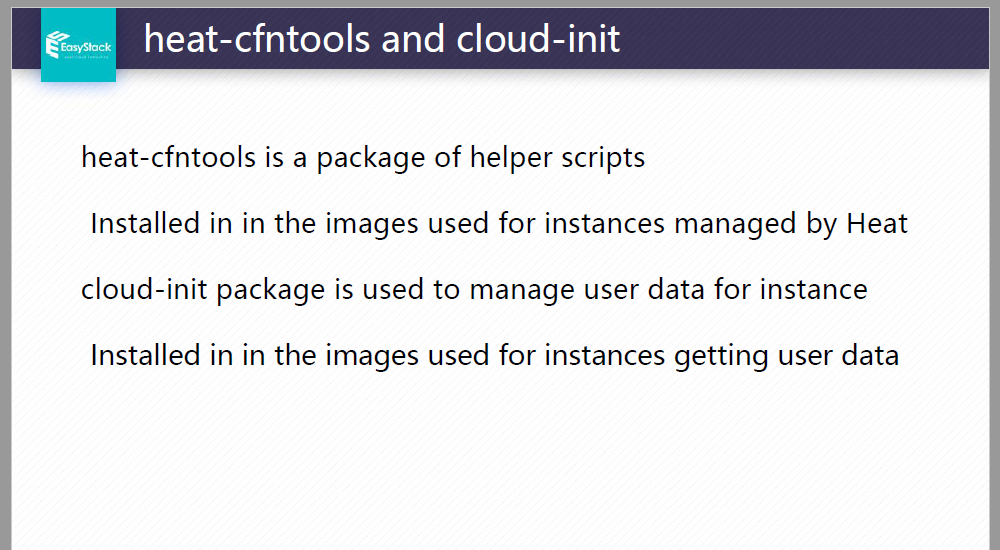 EasyStack
heat-cfntools and cloud-init
heat-cfntools is a package of helper scripts
Installed in in the images used for instances managed by Heat
cloud-init package is used to manage user data for instance
Installed in in the images used for instances getting user data